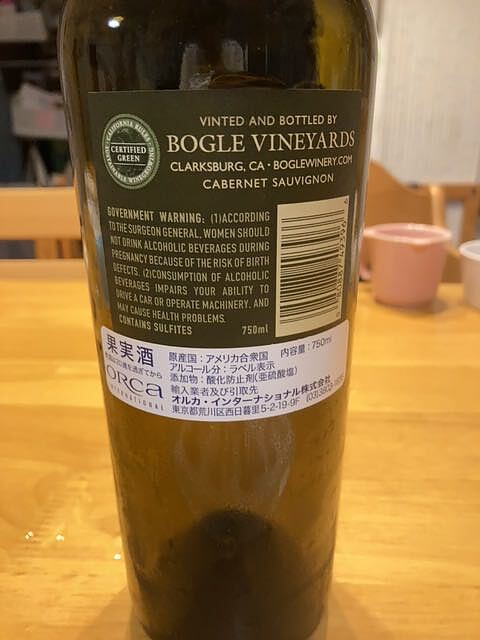 VINTED AND BOTTLED BY
BOGLE VINEYARDS
CLARKSBURG, CA • BOGLEWINERY.COM
CABERNET SAUVIGNON
CALIFORNIA RULES
CERTIFIED
GREEN
GOVERNMENT WARNING: (1)ACCORDING
TO THE SURGEON GENERAL, WOMEN SHOULD
NOT DRINK ALCOHOLIC BEVERAGES DURING
PREGNANCY BECAUSE OF THE RISK OF BIRTH
DEFECTS. (2)CONSUMPTION OF ALCOHOLIC
BEVERAGES IMPAIRS YOUR ABILITY TO
DRIVE A CAR OR OPERATE MACHINERY, AND
MAY CAUSE HEALTH PROBLEMS.
CONTAINS SULFITES 750ml
果実酒
原産国：アメリカ合衆国 内容量：750ml
アルコール分：ラベル表示
添加物：酸化防止剤(亜硫酸塩)
輸入業者及び引取先
オルカ・インターナショナル株式会社
東京都荒川区西日暮里5-2-19-9F
ORCA
INTERNATIONAL